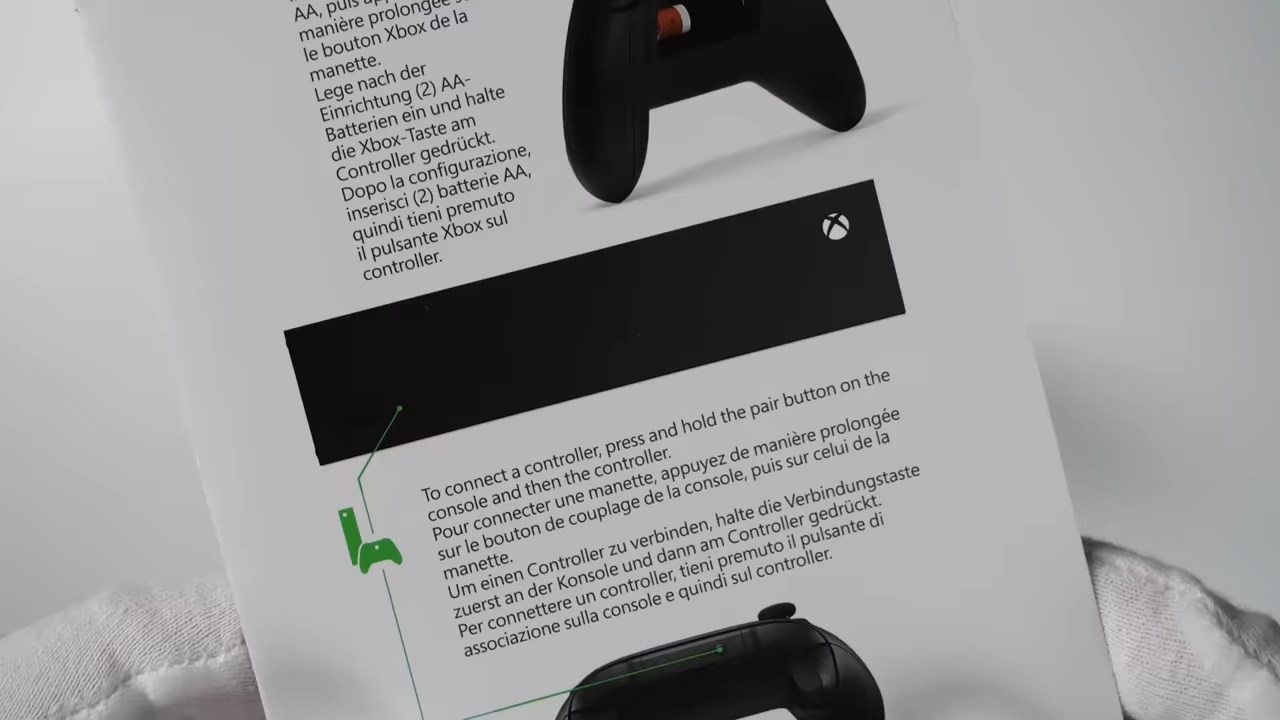 AA, puis
manière prolongée
le bouton Xbox de la
manette.
Lege nach der
Einrichtung (2) AA-
Batterien ein und halte
die Xbox-Taste am
Controller gedrückt.
Dopo la configurazione,
inserisci (2) batterie AA,
quindi tieni premuto
il pulsante Xbox sul
controller.
To connect a controller, press and hold the pair button on the
console and then the controller.
Pour connecter une manette, appuyez de manière prolongée
sur le bouton de couplage de la console, puis sur celui de la
manette.
Um einen Controller zu verbinden, halte die Verbindungstaste
zuerst an der Konsole und dann am Controller gedrückt.
Per connettere un controller, tieni premuto il pulsante di
associazione sulla console e quindi sul controller.